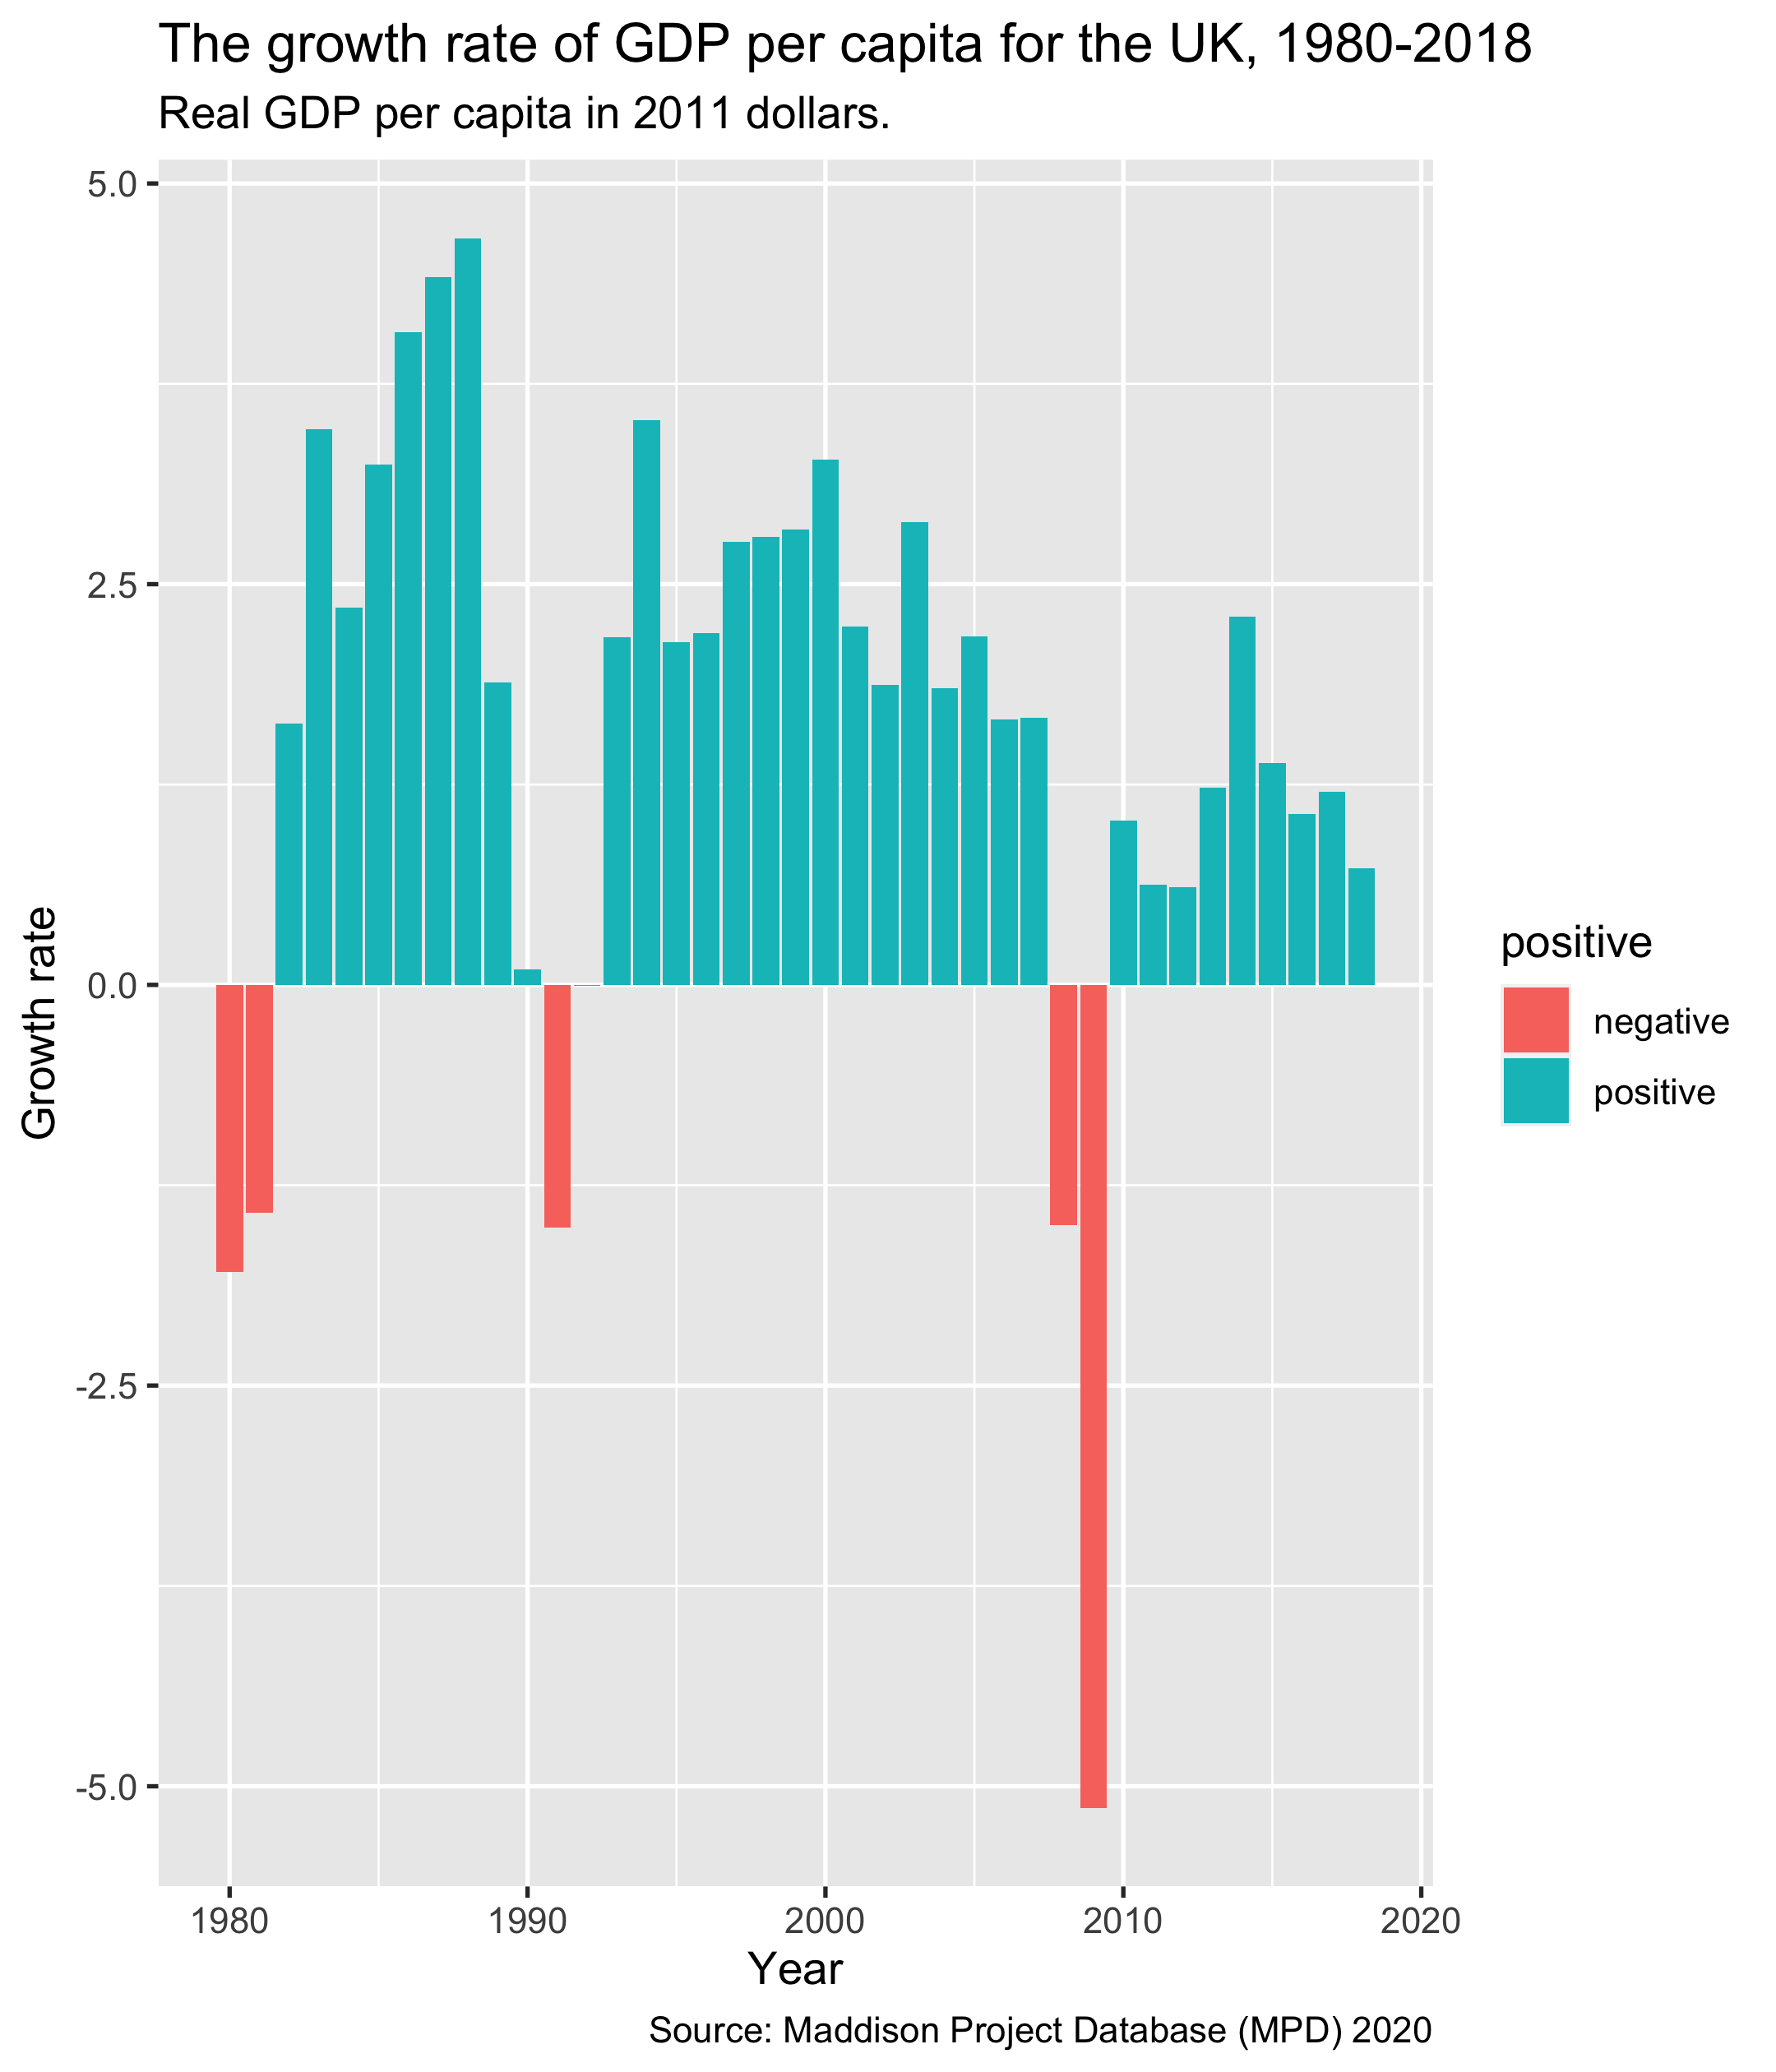 The growth rate of GDP per capita for the UK, 1980-2018
Real GDP per capita in 2011 dollars.
5.0
2.5
0.0
-2.5
-5.0
Growth rate
1980 1990 2000 2010 2020
Year
positive
negative
positive
Source: Maddison Project Database (MPD) 2020